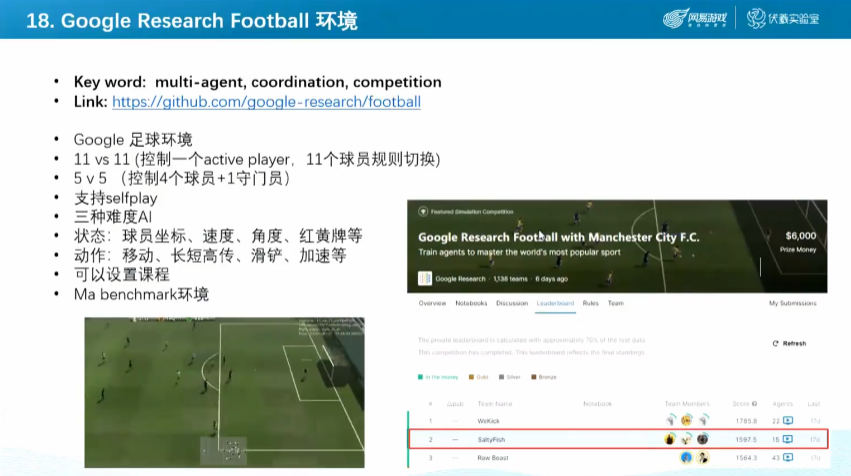 18. Google Research Football 环境
网易游戏
伏羲实验室
• Key word: multi-agent, coordination, competition
• Link: https://github.com/google-research/football
• Google 足球环境
• 11 vs 11 (控制一个active player, 11个球员规则切换)
• 5 v 5 （控制4个球员+1守门员）
• 支持selfplay
• 三种难度AI
• 状态：球员坐标、速度、角度、红黄牌等
• 动作：移动、长短高传、滑铲、加速等
• 可以设置课程
• Ma benchmark环境
Featured Simulation Competition
Google Research Football with Manchester City F.C.
Train agents to master the world's most popular sport
$6,000
Prize Money
Google Research · 1,138 teams · 6 days ago
Overview Notebooks Discussion Leaderboard Rules Team My Submissions
The private leaderboard is calculated with approximately 70% of the test data.
This competition has completed. This leaderboard reflects the final standings.
Refresh
In the money Gold Silver Bronze
# Δpub Team Name Notebook Team Members Score Agents Last
1 — WeKick 1785.8 22 17d
2 — SaltyFish 1597.5 15 17d
3 — Raw Beast 1564.3 43 17d